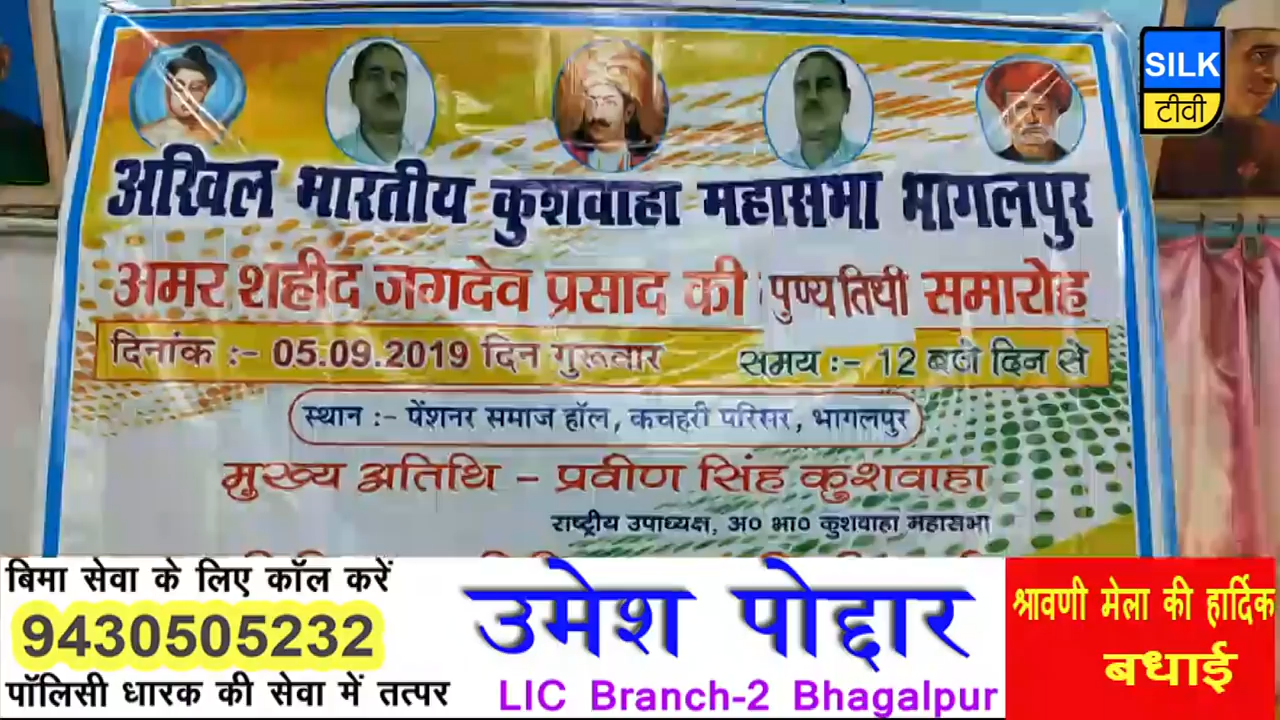 SILK
टीवी
अखिल भारतीय कुशवाहा महासभा भागलपुर
अमर शहीद जगदेव प्रसाद की पुण्य तिथी समारोह
दिनांक :- 05.09.2019 दिन गुरूवार समय :- 12 बजे दिन से
स्थान :- पेंशनर समाज हॉल, कचहरी परिसर, भागलपुर
मुख्य अतिथि - प्रवीण सिंह कुशवाहा
राष्ट्रीय उपाध्यक्ष, अ० भा० कुशवाहा महासभा
बिमा सेवा के लिए कॉल करें
9430505232
पॉलिसी धारक की सेवा में तत्पर
उमेश पोद्दार
LIC Branch-2 Bhagalpur
श्रावणी मेला की हार्दिक
बधाई